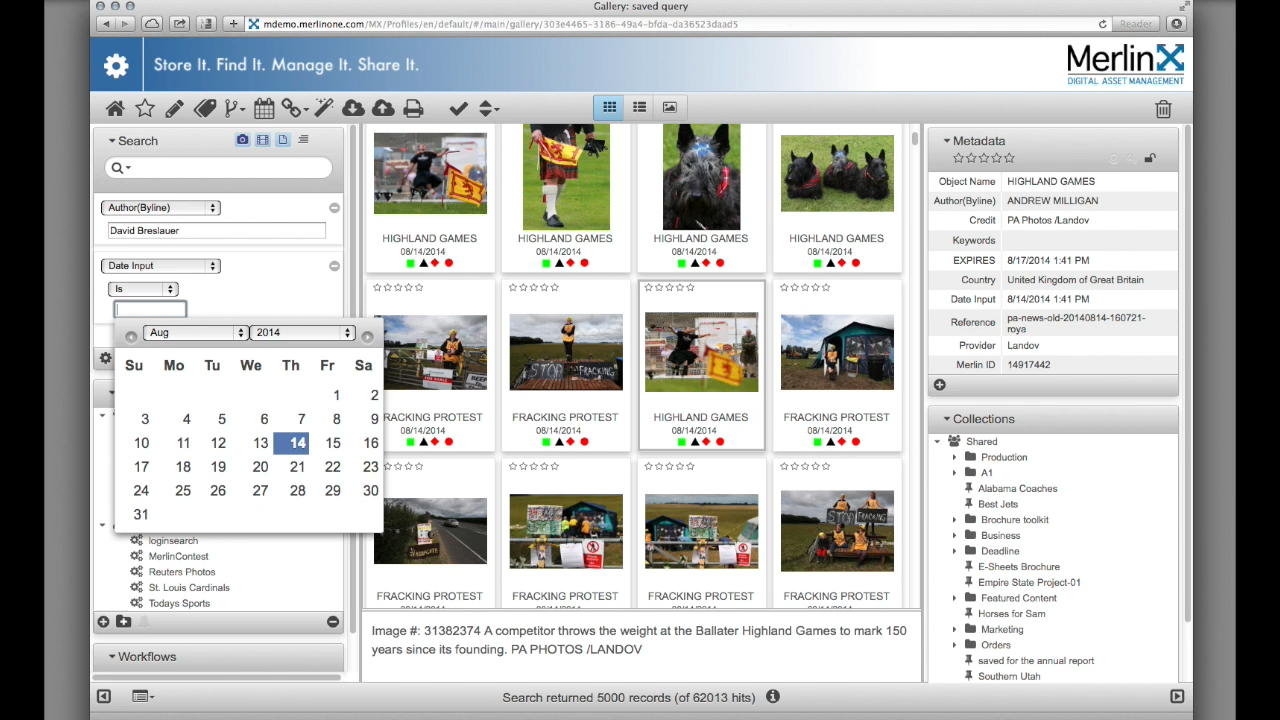 Gallery: saved query
mdemo.merlinone.com/MX/Profiles/en/default/#/main/gallery/303e4465-3186-49a4-bfda-da36523daad5
Reader
Store It. Find It. Manage It. Share It.
MerlinX
DIGITAL ASSET MANAGEMENT
Search
Author(Byline)
David Breslauer
Date Input
Is
Aug 2014
Su Mo Tu We Th Fr Sa
1 2
3 4 5 6 7 8 9
10 11 12 13 14 15 16
17 18 19 20 21 22 23
24 25 26 27 28 29 30
31
loginsearch
MerlinContest
Reuters Photos
St. Louis Cardinals
Todays Sports
Workflows
HIGHLAND GAMES HIGHLAND GAMES HIGHLAND GAMES HIGHLAND GAMES
08/14/2014 08/14/2014 08/14/2014 08/14/2014
STOP FRACKING
FRACKING PROTEST FRACKING PROTEST HIGHLAND GAMES FRACKING PROTEST
STOP FRACKING
FRACKING PROTEST FRACKING PROTEST FRACKING PROTEST FRACKING PROTEST
Image #: 31382374 A competitor throws the weight at the Ballater Highland Games to mark 150
years since its founding. PA PHOTOS /LANDOV
Metadata
Object Name HIGHLAND GAMES
Author(Byline) ANDREW MILLIGAN
Credit PA Photos /Landov
Keywords
EXPIRES 8/17/2014 1:41 PM
Country United Kingdom of Great Britain
Date Input 8/14/2014 1:41 PM
Reference pa-news-old-20140814-160721-
roya
Provider Landov
Merlin ID 14917442
Collections
Shared
Production
A1
Alabama Coaches
Best Jets
Brochure toolkit
Business
Deadline
E-Sheets Brochure
Empire State Project-01
Featured Content
Horses for Sam
Marketing
Orders
saved for the annual report
Southern Utah
Search returned 5000 records (of 62013 hits)